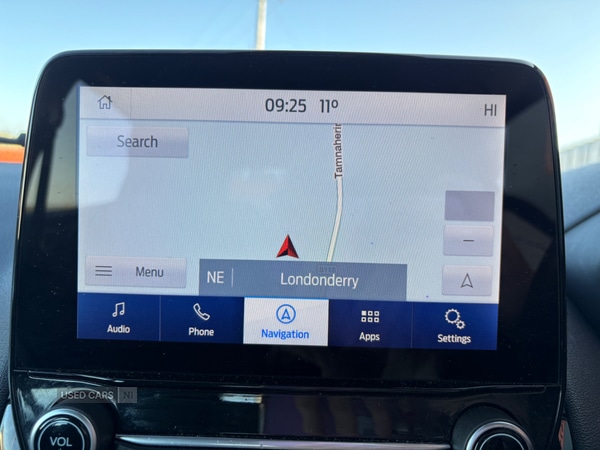 09:25 11° HI
Search
Tamnaherin
Menu
NE Londonderry
Audio
Phone
Navigation
Apps
Settings
USED CARS NI
VOL